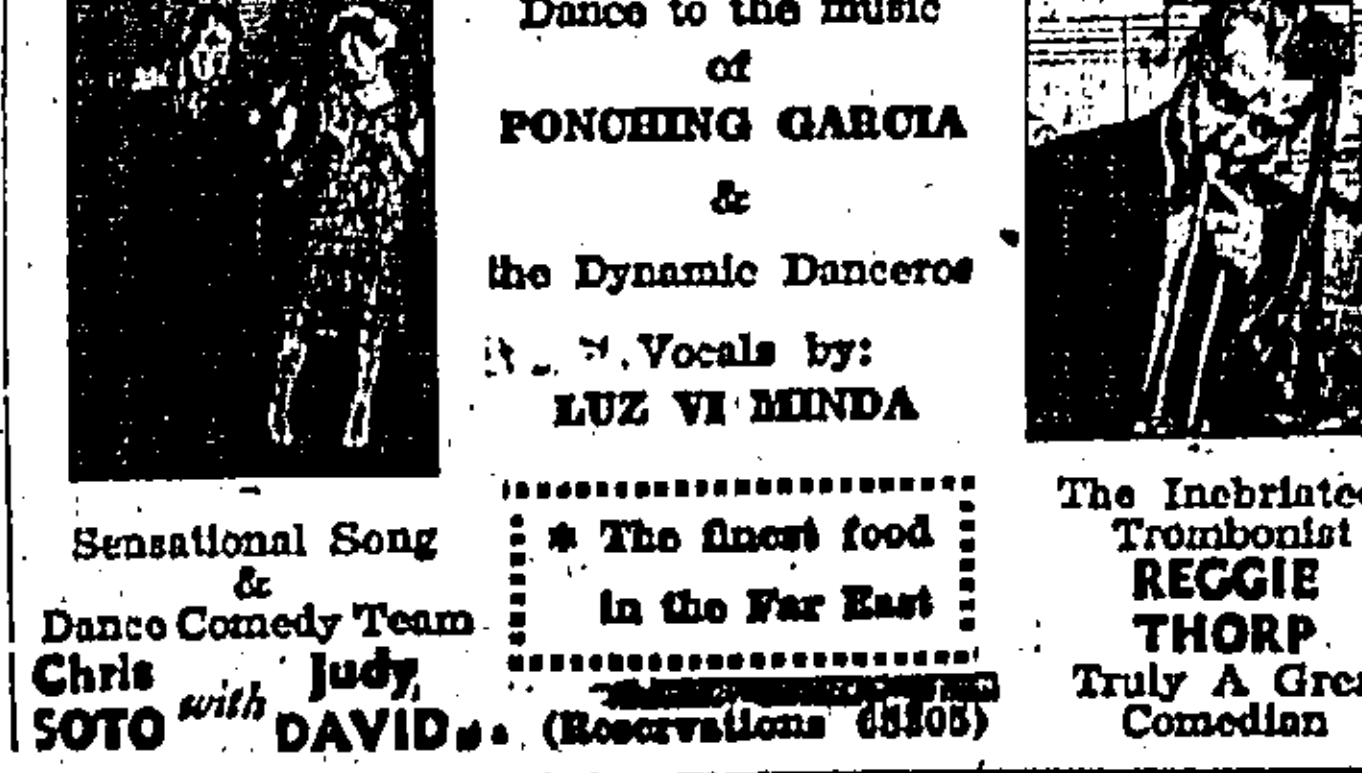 Dance to the music
of
PONCHING GARCIA
&
the Dynamic Danceros
Vocals by:
LUZ VI MINDA
* The finest food
in the Far East
(Reservations
Sensational Song
&
Dance Comedy Team
Chris SOTO with Judy DAVID
The
Trombonist
REGGIE
THORP
Truly A
Comedian